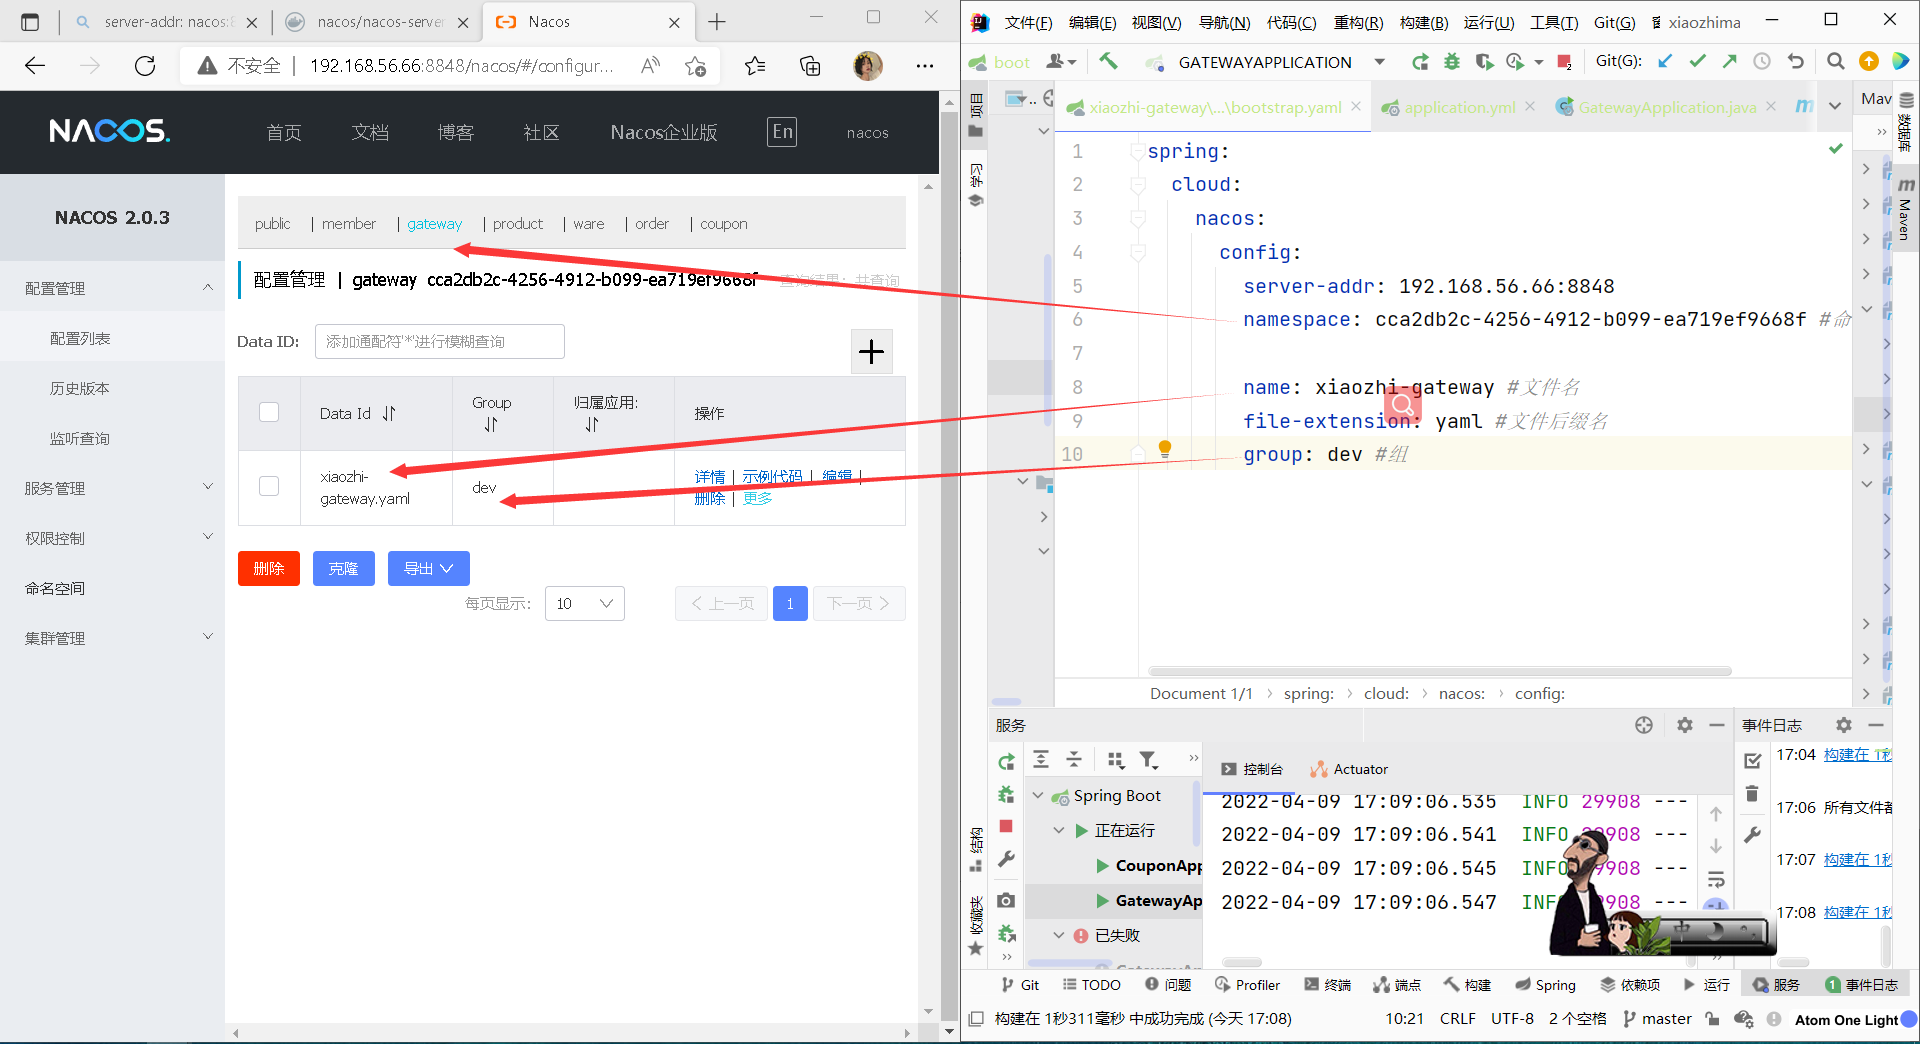 server-addr: nacos:8
nacos/nacos-server
Nacos
不安全
192.168.56.66:8848/nacos/#/configur...
NACOS.
首页
文档
博客
社区
Nacos企业版
En
nacos
NACOS 2.0.3
配置管理
配置列表
历史版本
监听查询
服务管理
权限控制
命名空间
集群管理
public | member | gateway | product | ware | order | coupon
配置管理 | gateway cca2db2c-4256-4912-b099-ea719ef9668f 查询结果：共查询
Data ID: 添加通配符'*'进行模糊查询
Data Id
Group
归属应用:
操作
xiaozhi-
gateway.yaml
dev
详情 | 示例代码 | 编辑 |
删除 | 更多
删除
克隆
导出
每页显示:
10
上一页
1
下一页
文件(F) 编辑(E) 视图(V) 导航(N) 代码(C) 重构(R) 构建(B) 运行(U) 工具(T) Git(G) xiaozhima
boot
GATEWAYAPPLICATION
Git(G):
项目
学习
结构
收藏夹
xiaozhi-gateway\...\bootstrap.yaml
application.yml
GatewayApplication.java
m
Mav
数据库
m Maven
1 spring:
2 cloud:
3 nacos:
4 config:
5 server-addr: 192.168.56.66:8848
6 namespace: cca2db2c-4256-4912-b099-ea719ef9668f #命
7
8 name: xiaozhi-gateway #文件名
9 file-extension: yaml #文件后缀名
10 group: dev #组
Document 1/1 › spring: › cloud: › nacos: › config:
服务
控制台
Actuator
Spring Boot
正在运行
CouponApp
GatewayAp
已失败
GatewayAp
2022-04-09 17:09:06.535 INFO 29908 ---
2022-04-09 17:09:06.541 INFO 29908 ---
2022-04-09 17:09:06.545 INFO 9908 ---
2022-04-09 17:09:06.547 INFO 908 ---
事件日志
17:04 构建在 1秒
17:06 所有文件都
17:07 构建在 1秒
17:08 构建在 1秒
中
Git
TODO
问题
Profiler
终端
端点
构建
Spring
依赖项
运行
服务
1 事件日志
构建在 1秒311毫秒 中成功完成 (今天 17:08)
10:21 CRLF UTF-8 2 个空格 master Atom One Light